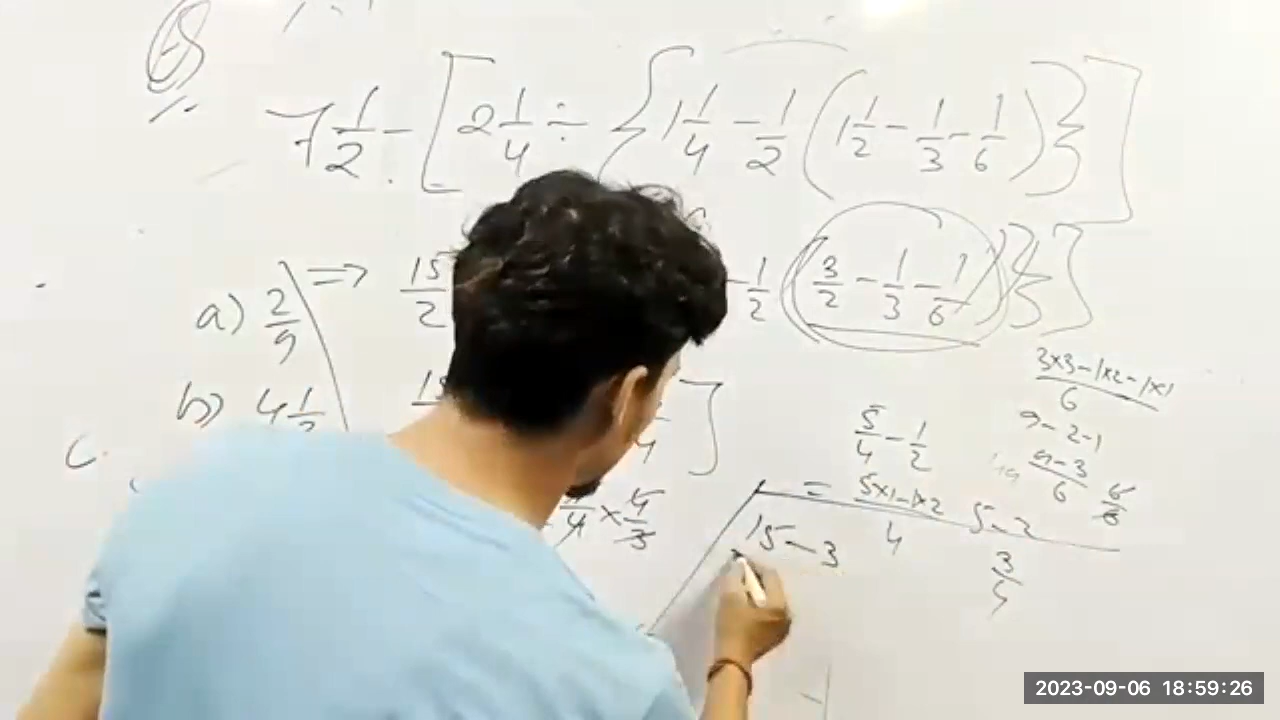 7 1/2 - [ 2 1/4 ÷ { 1 1/4 - 1/2 ( 1 1/2 - 1/3 - 1/6 ) } ]
⇒ 15/2 - 1/2 ( 3/2 - 1/3 - 1/6 ) } ]
a) 2/9
b) 4 1/2
c.
4 ]
× 4/3
5/4 - 1/2
= 5×1-1×2 / 4
5-2
3/4
3×3-1×2-1×1 / 6
9-2-1
9-3 / 6
6/6
15-3
2023-09-06 18:59:26